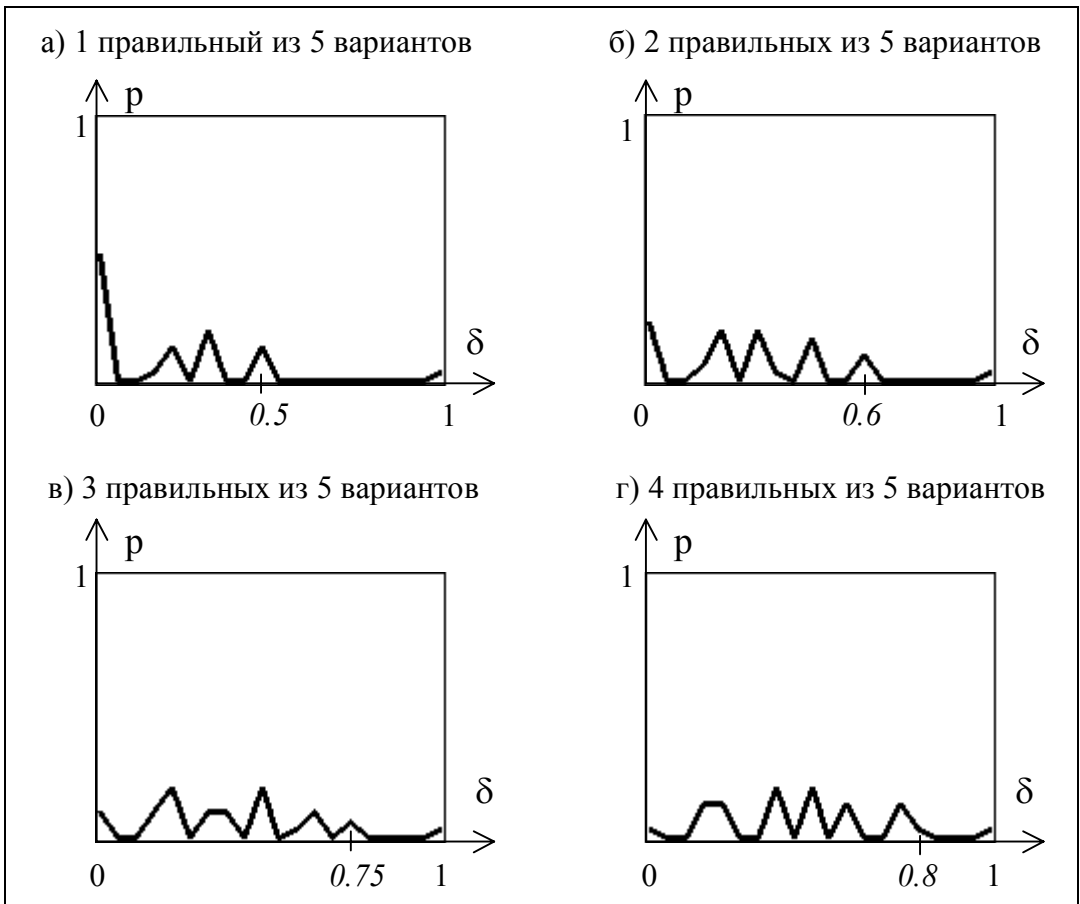 а) 1 правильный из 5 вариантов
p
1
δ
0 0.5 1
б) 2 правильных из 5 вариантов
p
1
δ
0 0.6 1
в) 3 правильных из 5 вариантов
p
1
δ
0 0.75 1
г) 4 правильных из 5 вариантов
p
1
δ
0 0.8 1